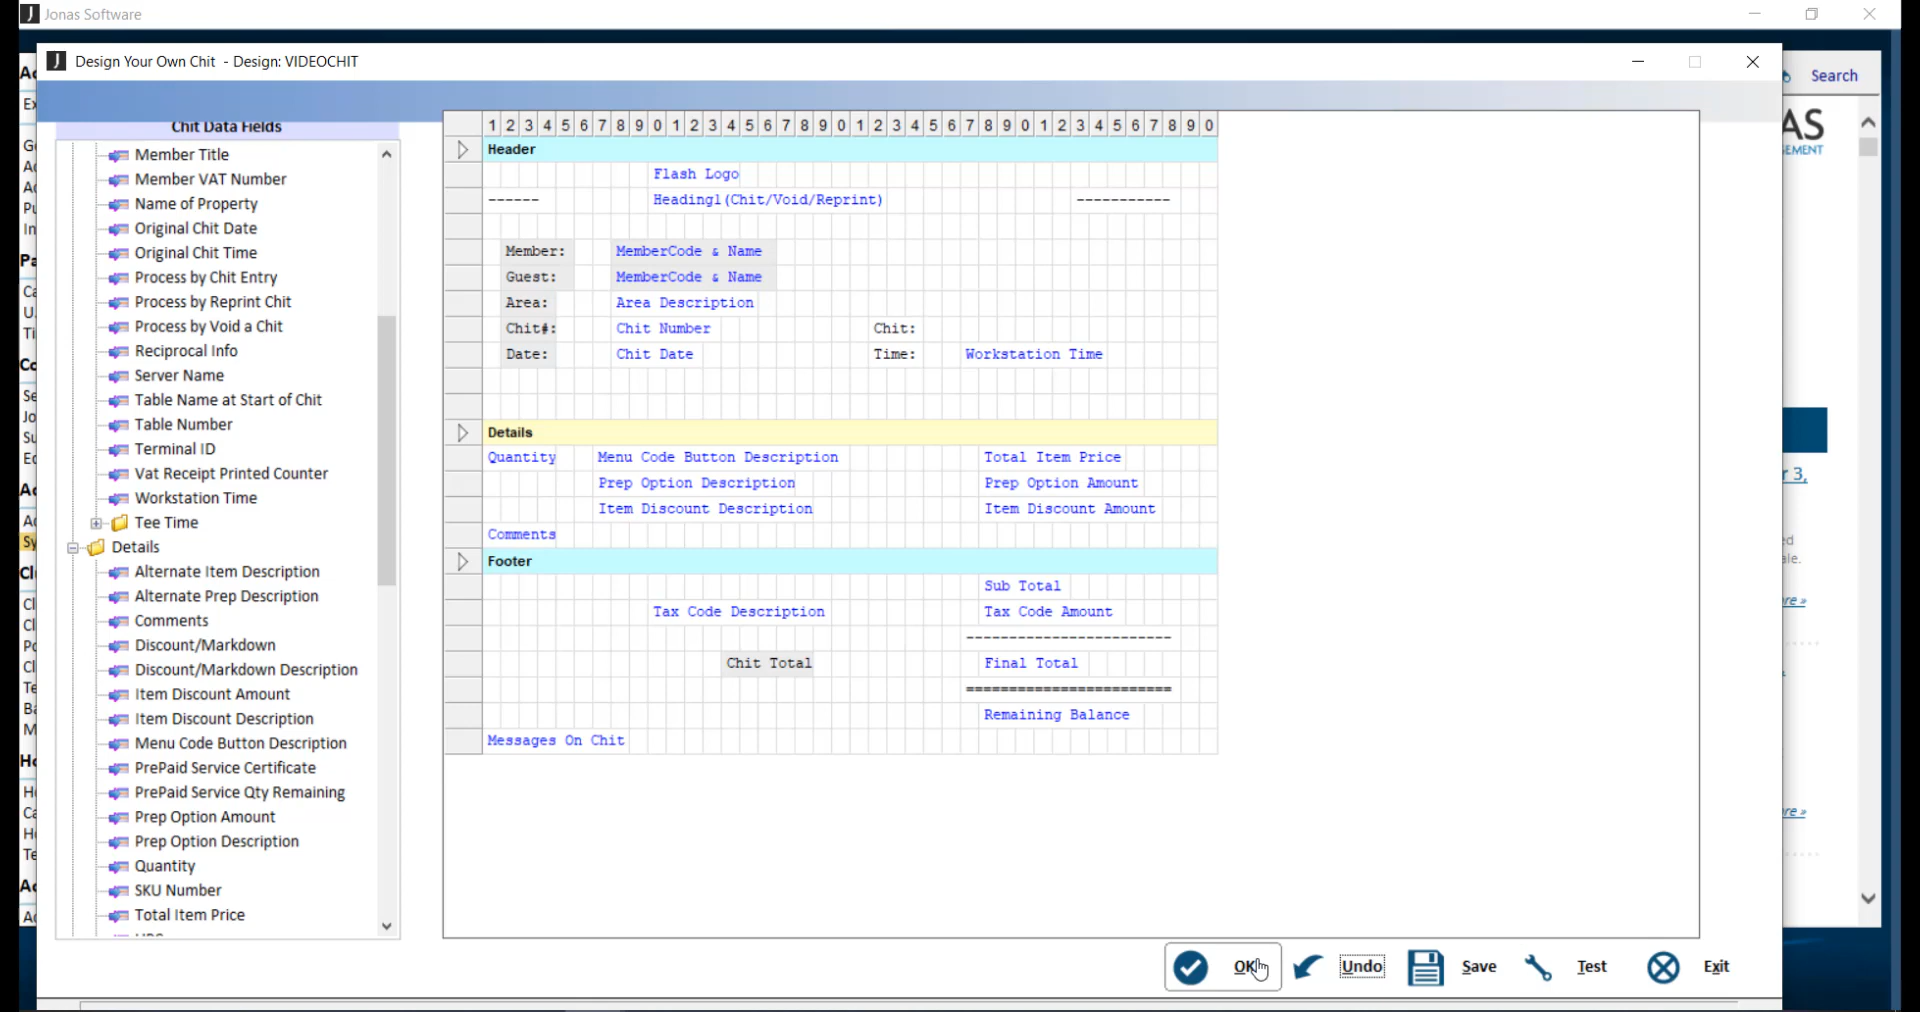 Jonas Software
Design Your Own Chit - Design: VIDEOCHIT
Search
Chit Data Fields
Member Title
Member VAT Number
Name of Property
Original Chit Date
Original Chit Time
Process by Chit Entry
Process by Reprint Chit
Process by Void a Chit
Reciprocal Info
Server Name
Table Name at Start of Chit
Table Number
Terminal ID
Vat Receipt Printed Counter
Workstation Time
Tee Time
Details
Alternate Item Description
Alternate Prep Description
Comments
Discount/Markdown
Discount/Markdown Description
Item Discount Amount
Item Discount Description
Menu Code Button Description
PrePaid Service Certificate
PrePaid Service Qty Remaining
Prep Option Amount
Prep Option Description
Quantity
SKU Number
Total Item Price
1 2 3 4 5 6 7 8 9 0 1 2 3 4 5 6 7 8 9 0 1 2 3 4 5 6 7 8 9 0 1 2 3 4 5 6 7 8 9 0
Header
Flash Logo
------ Heading1(Chit/Void/Reprint) -----------
Member: MemberCode & Name
Guest: MemberCode & Name
Area: Area Description
Chit#: Chit Number Chit:
Date: Chit Date Time: Workstation Time
Details
Quantity Menu Code Button Description Total Item Price
Prep Option Description Prep Option Amount
Item Discount Description Item Discount Amount
Comments
Footer
Sub Total
Tax Code Description Tax Code Amount
------------------------
Chit Total Final Total
========================
Remaining Balance
Messages On Chit
OK Undo Save Test Exit